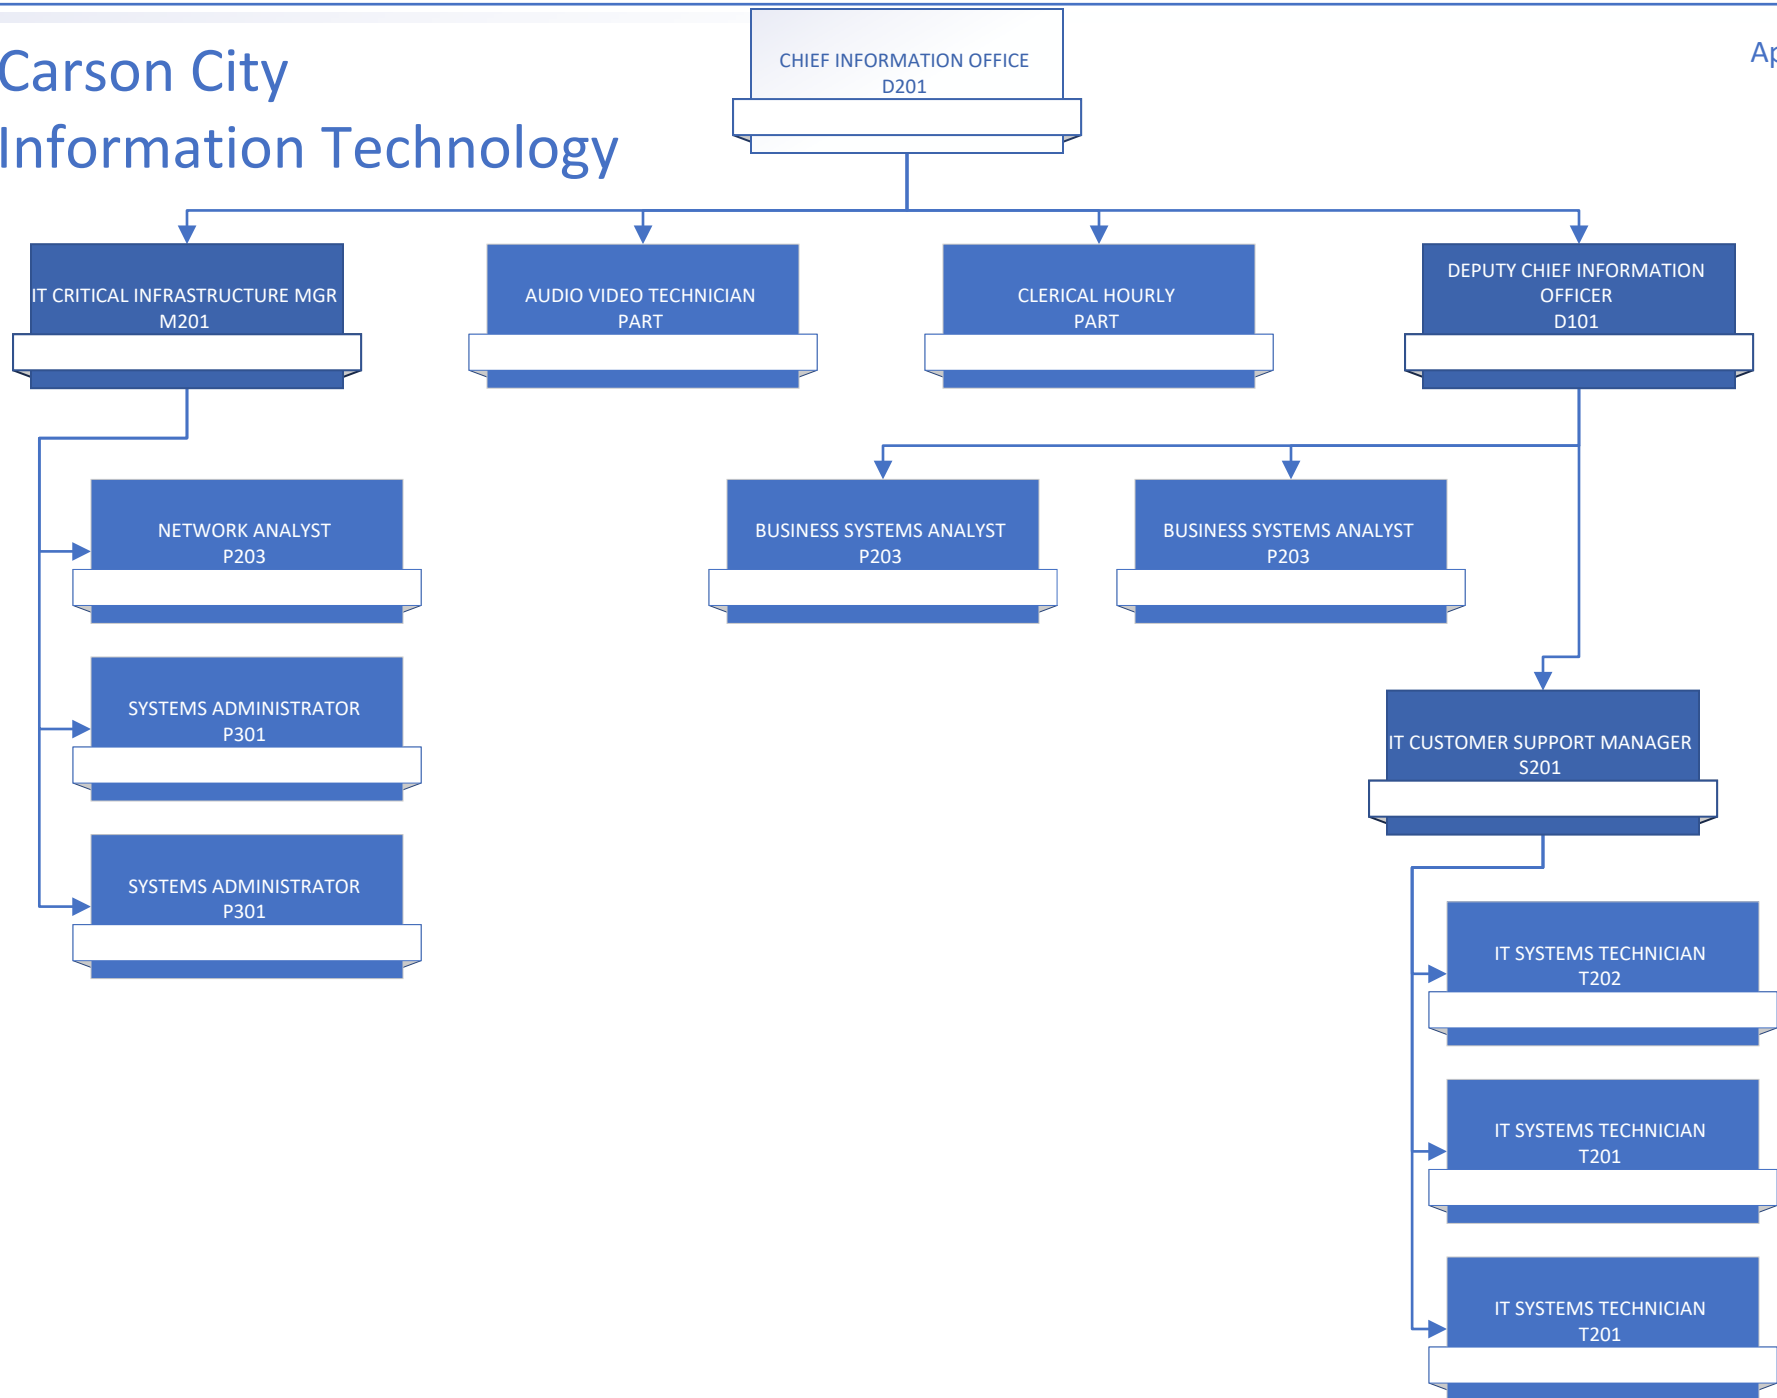 Carson City
Information Technology
CHIEF INFORMATION OFFICE
D201
IT CRITICAL INFRASTRUCTURE MGR
M201
AUDIO VIDEO TECHNICIAN
PART
CLERICAL HOURLY
PART
DEPUTY CHIEF INFORMATION
OFFICER
D101
NETWORK ANALYST
P203
BUSINESS SYSTEMS ANALYST
P203
BUSINESS SYSTEMS ANALYST
P203
SYSTEMS ADMINISTRATOR
P301
IT CUSTOMER SUPPORT MANAGER
S201
SYSTEMS ADMINISTRATOR
P301
IT SYSTEMS TECHNICIAN
T202
IT SYSTEMS TECHNICIAN
T201
IT SYSTEMS TECHNICIAN
T201